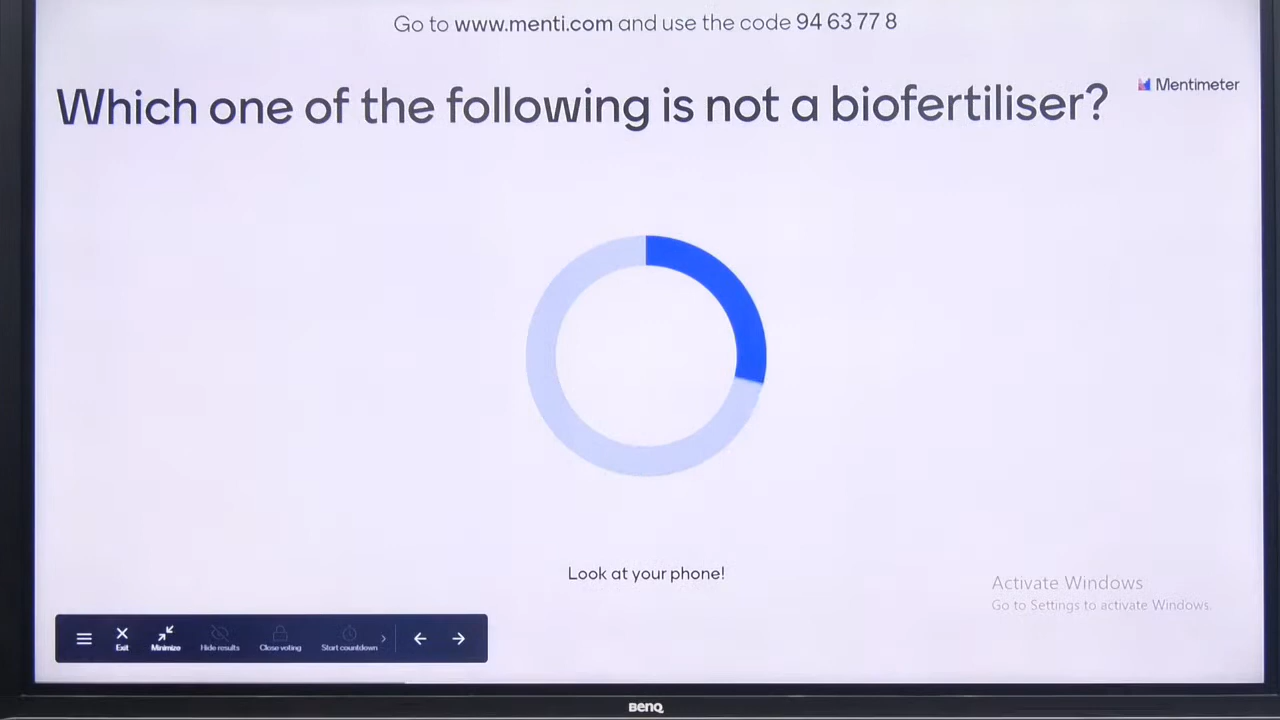 Go to www.menti.com and use the code 94 63 77 8
Mentimeter
Which one of the following is not a biofertiliser?
Look at your phone!
Activate Windows
Go to Settings to activate Windows.
Exit
Minimize
Hide results
Close voting
Start countdown
BenQ